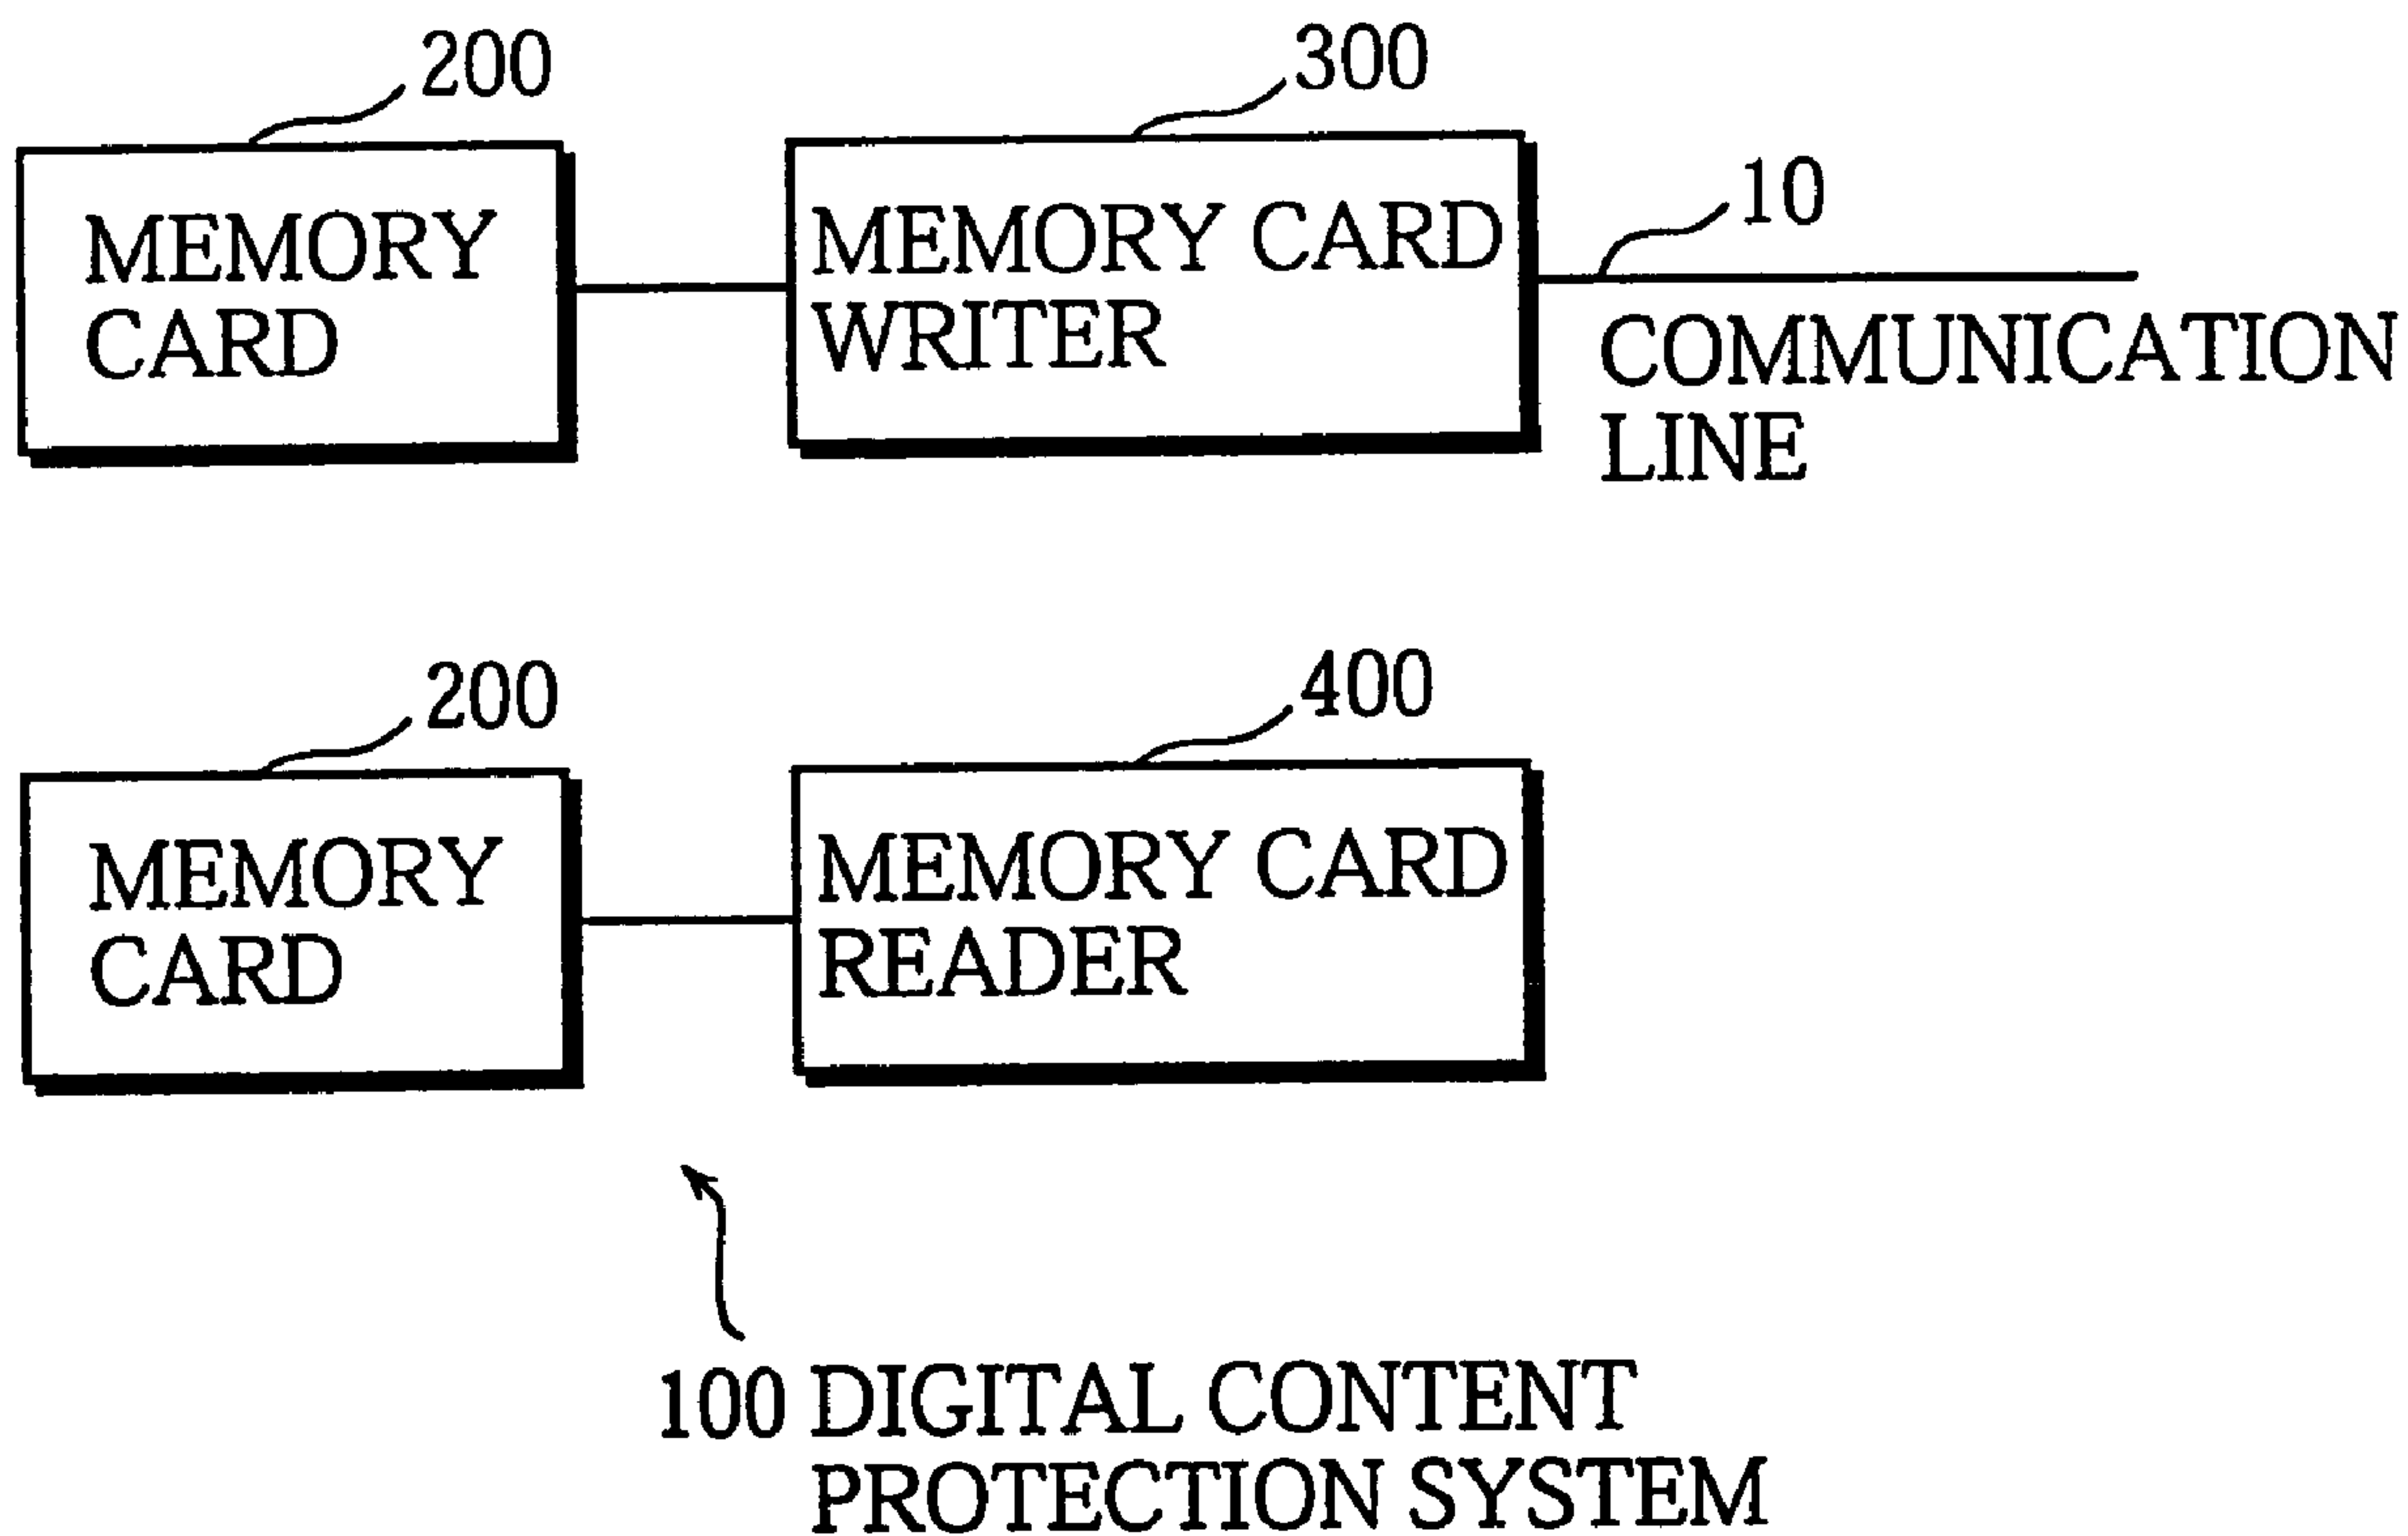 200
300
10
MEMORY
CARD
MEMORY CARD
WRITER
COMMUNICATION
LINE
200
400
MEMORY
CARD
MEMORY CARD
READER
100 DIGITAL CONTENT
PROTECTION SYSTEM